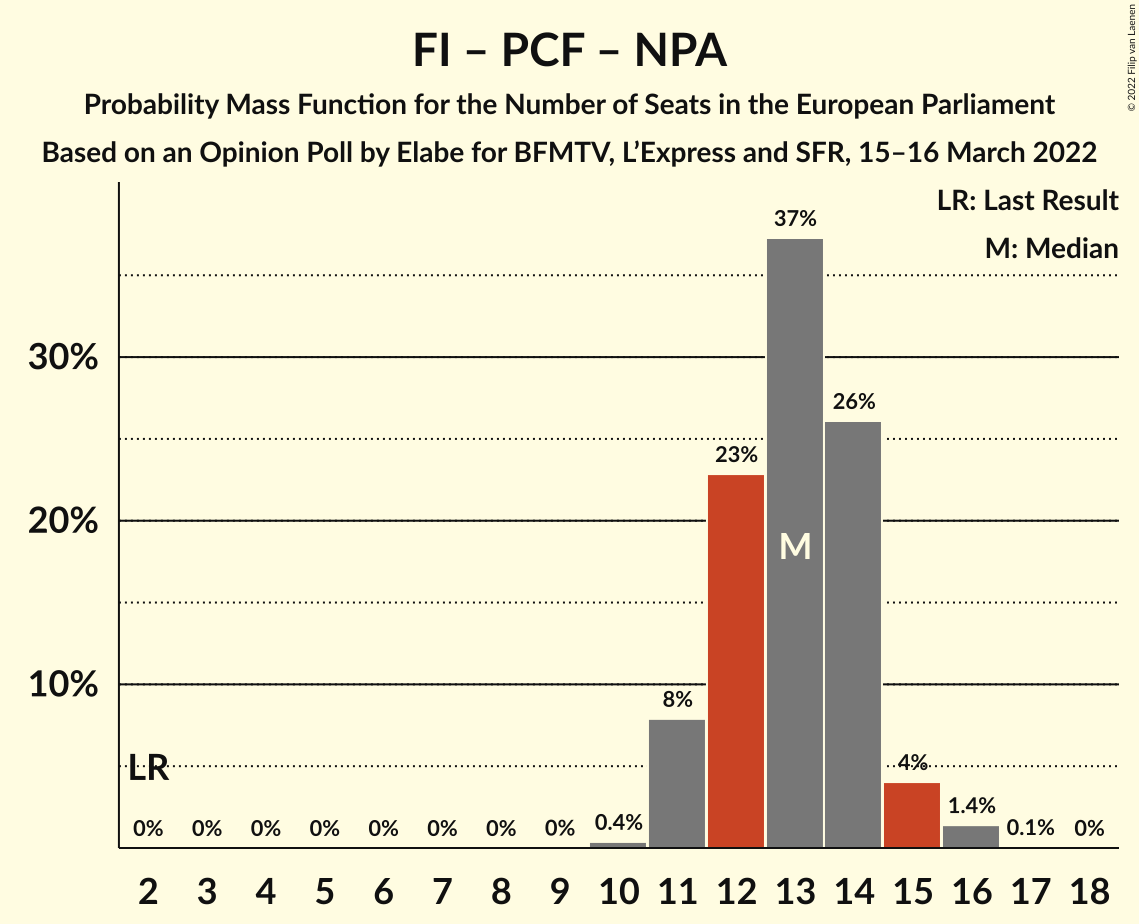 FI – PCF – NPA
Probability Mass Function for the Number of Seats in the European Parliament
Based on an Opinion Poll by Elabe for BFMTV, L’Express and SFR, 15–16 March 2022
© 2022 Filip van Laenen
LR: Last Result
M: Median
37%
30%
26%
23%
20%
M
10%
8%
LR
4%
1.4%
0% 0% 0% 0% 0% 0% 0% 0% 0.4% 0.1% 0%
2 3 4 5 6 7 8 9 10 11 12 13 14 15 16 17 18